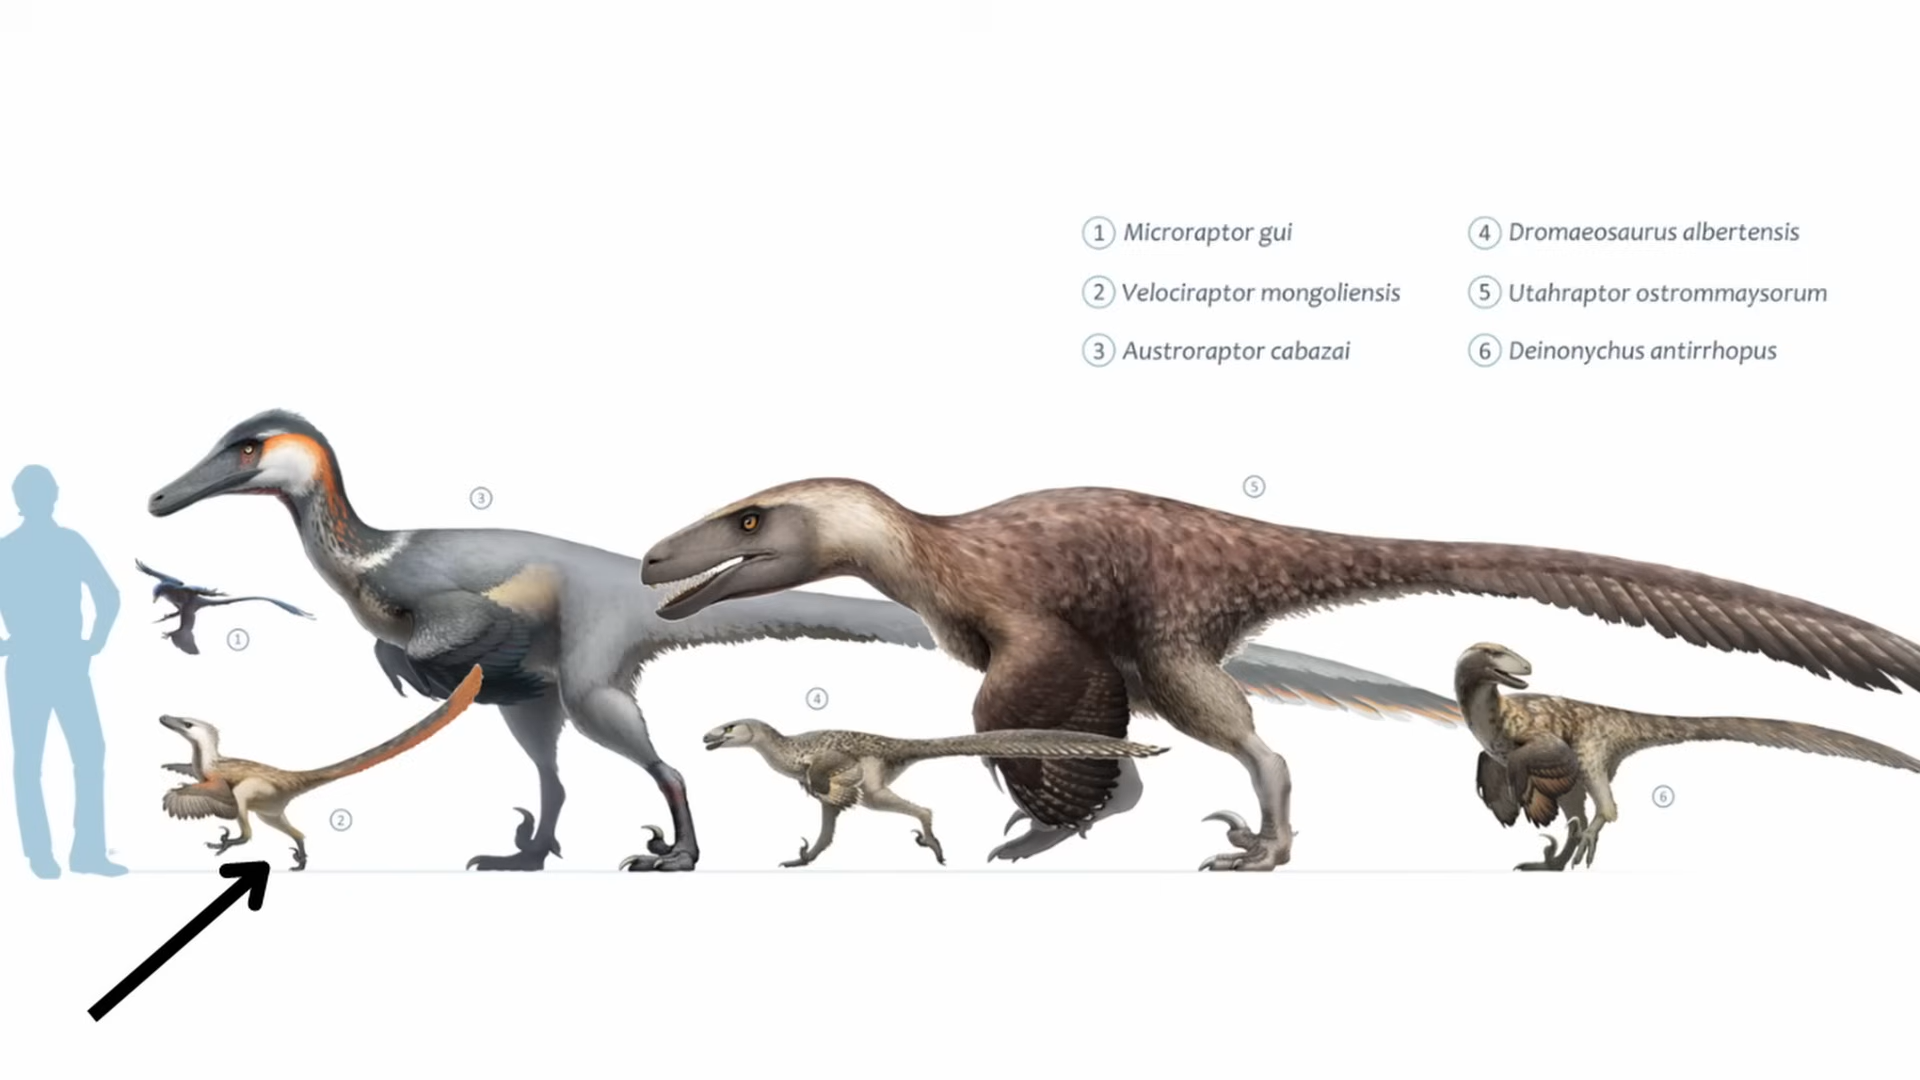 ① Microraptor gui
② Velociraptor mongoliensis
③ Austroraptor cabazai
④ Dromaeosaurus albertensis
⑤ Utahraptor ostrommaysorum
⑥ Deinonychus antirrhopus
③
⑤
①
④
②
⑥